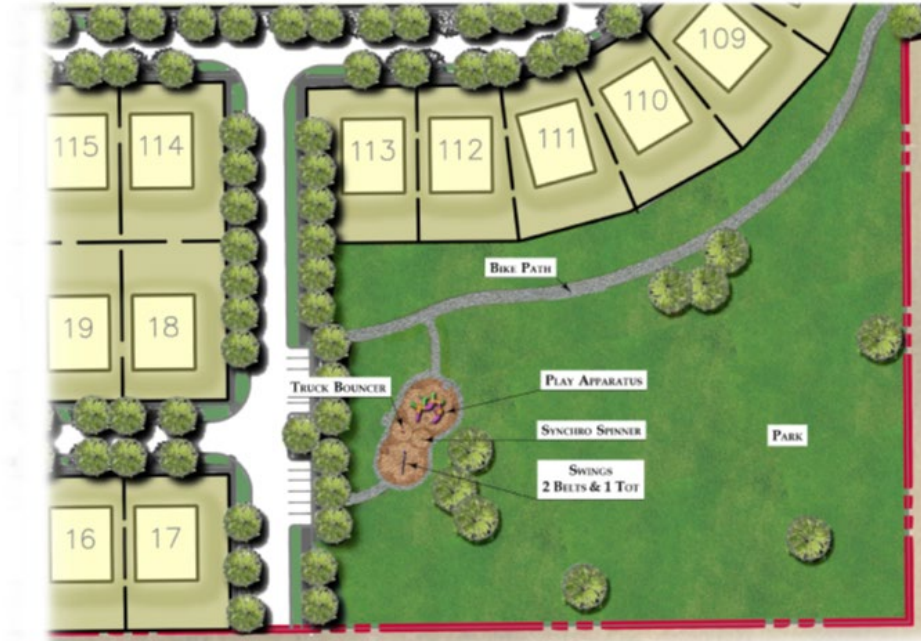 109
110
115
114
113
112
111
Bike Path
19
18
Truck Bouncer
Play Apparatus
Synchro Spinner
Park
Swings
2 Belts & 1 Tot
16
17